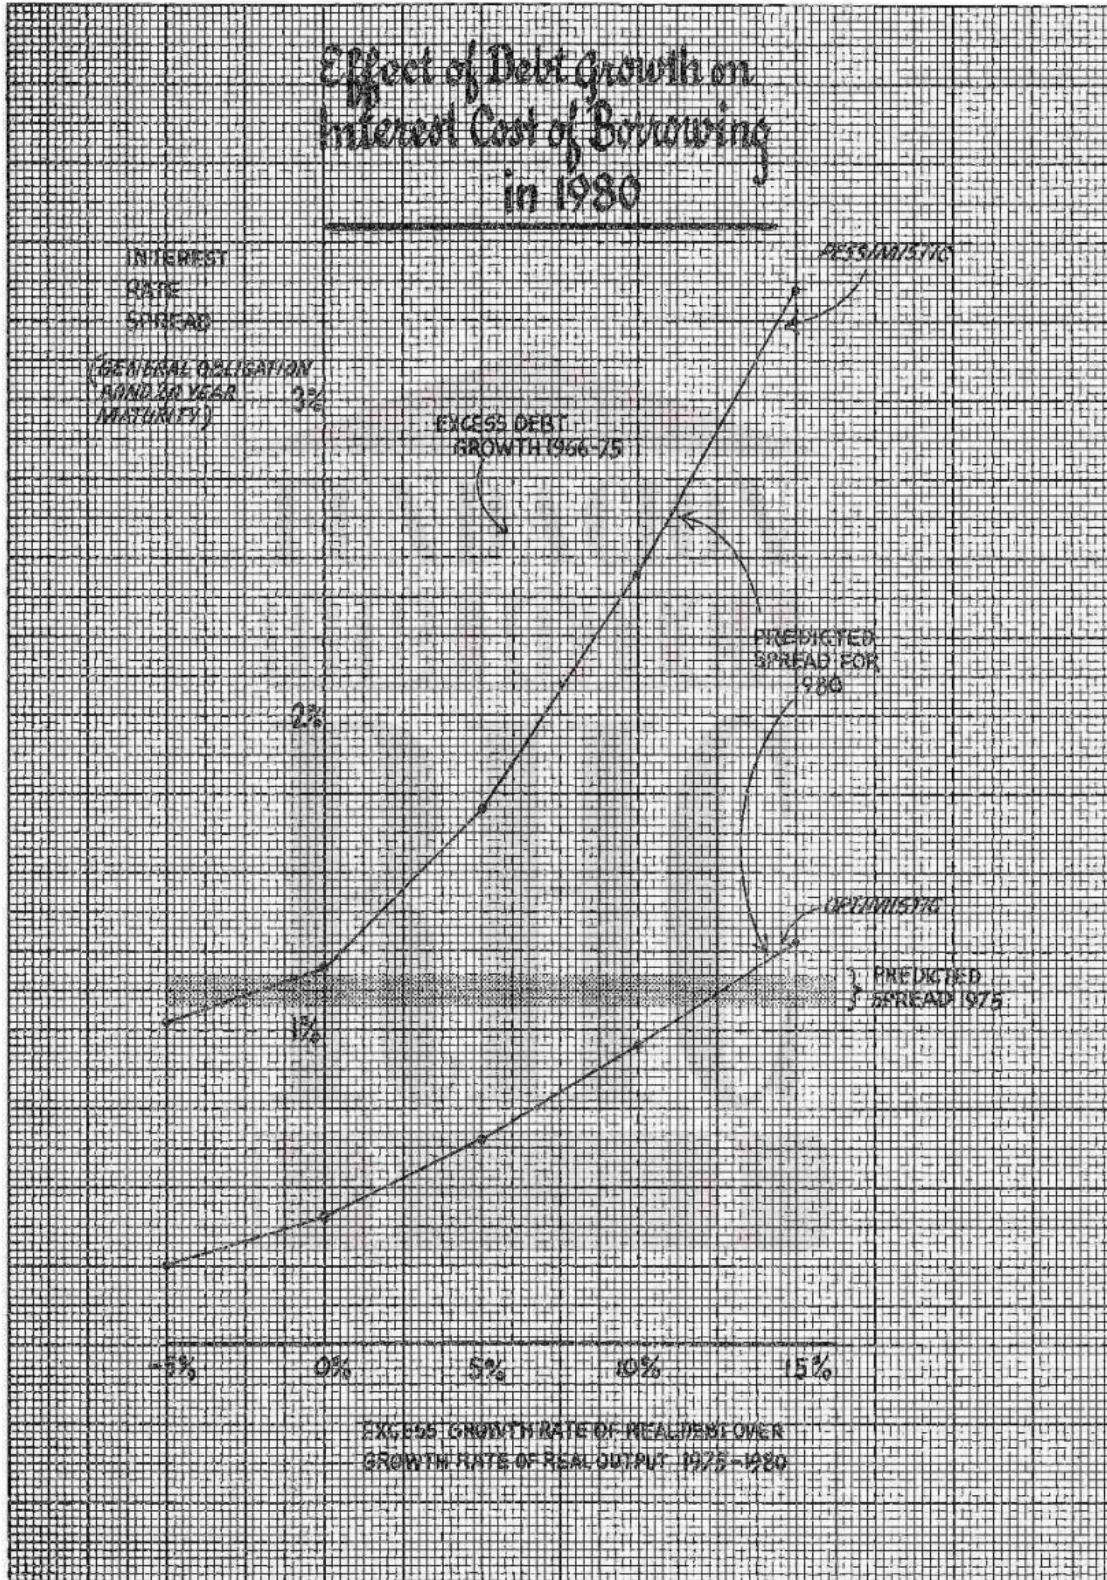 Effect of Debt Growth on
Interest Cost of Borrowing
in 1980
INTEREST
RATE
SPREAD
(GENERAL OBLIGATION
BOND 20 YEAR
MATURITY)
3%
PESSIMISTIC
EXCESS DEBT
GROWTH 1966-75
PREDICTED
SPREAD FOR
1980
2%
OPTIMISTIC
PREDICTED
SPREAD 1975
1%
-5% 0% 5% 10% 15%
EXCESS GROWTH RATE OF REAL DEBT OVER
GROWTH RATE OF REAL OUTPUT 1975-1980